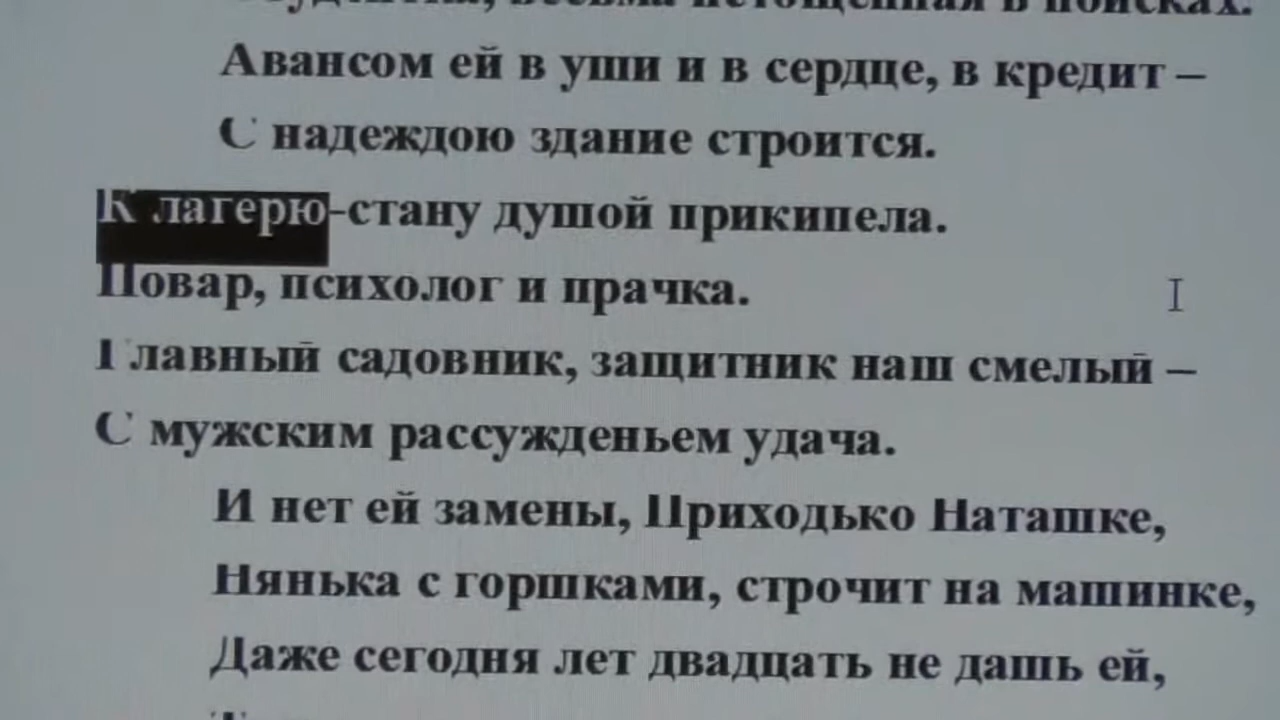 в поисках.
Авансом ей в уши и в сердце, в кредит –
С надеждою здание строится.
К лагерю-стану душой прикипела.
Повар, психолог и прачка.
Главный садовник, защитник наш смелый –
С мужским рассужденьем удача.
И нет ей замены, Приходько Наташке,
Нянька с горшками, строчит на машинке,
Даже сегодня лет двадцать не дашь ей,